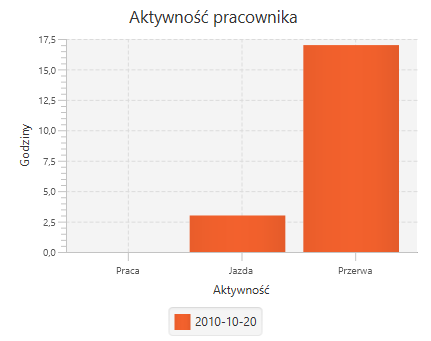 Aktywność pracownika
17,5
15,0
12,5
10,0
7,5
5,0
2,5
0,0
Godziny
Praca Jazda Przerwa
Aktywność
2010-10-20